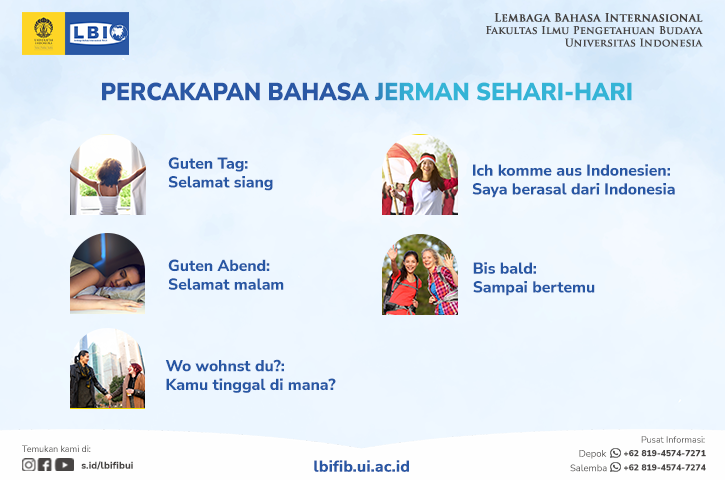 LBI
LEMBAGA BAHASA INTERNASIONAL
FAKULTAS ILMU PENGETAHUAN BUDAYA
UNIVERSITAS INDONESIA
PERCAKAPAN BAHASA JERMAN SEHARI-HARI
Guten Tag:
Selamat siang
Guten Abend:
Selamat malam
Wo wohnst du?:
Kamu tinggal di mana?
Ich komme aus Indonesien:
Saya berasal dari Indonesia
Bis bald:
Sampai bertemu
Temukan kami di:
s.id/lbifibui
lbifib.ui.ac.id
Pusat Informasi:
Depok +62 819-4574-7271
Salemba +62 819-4574-7274